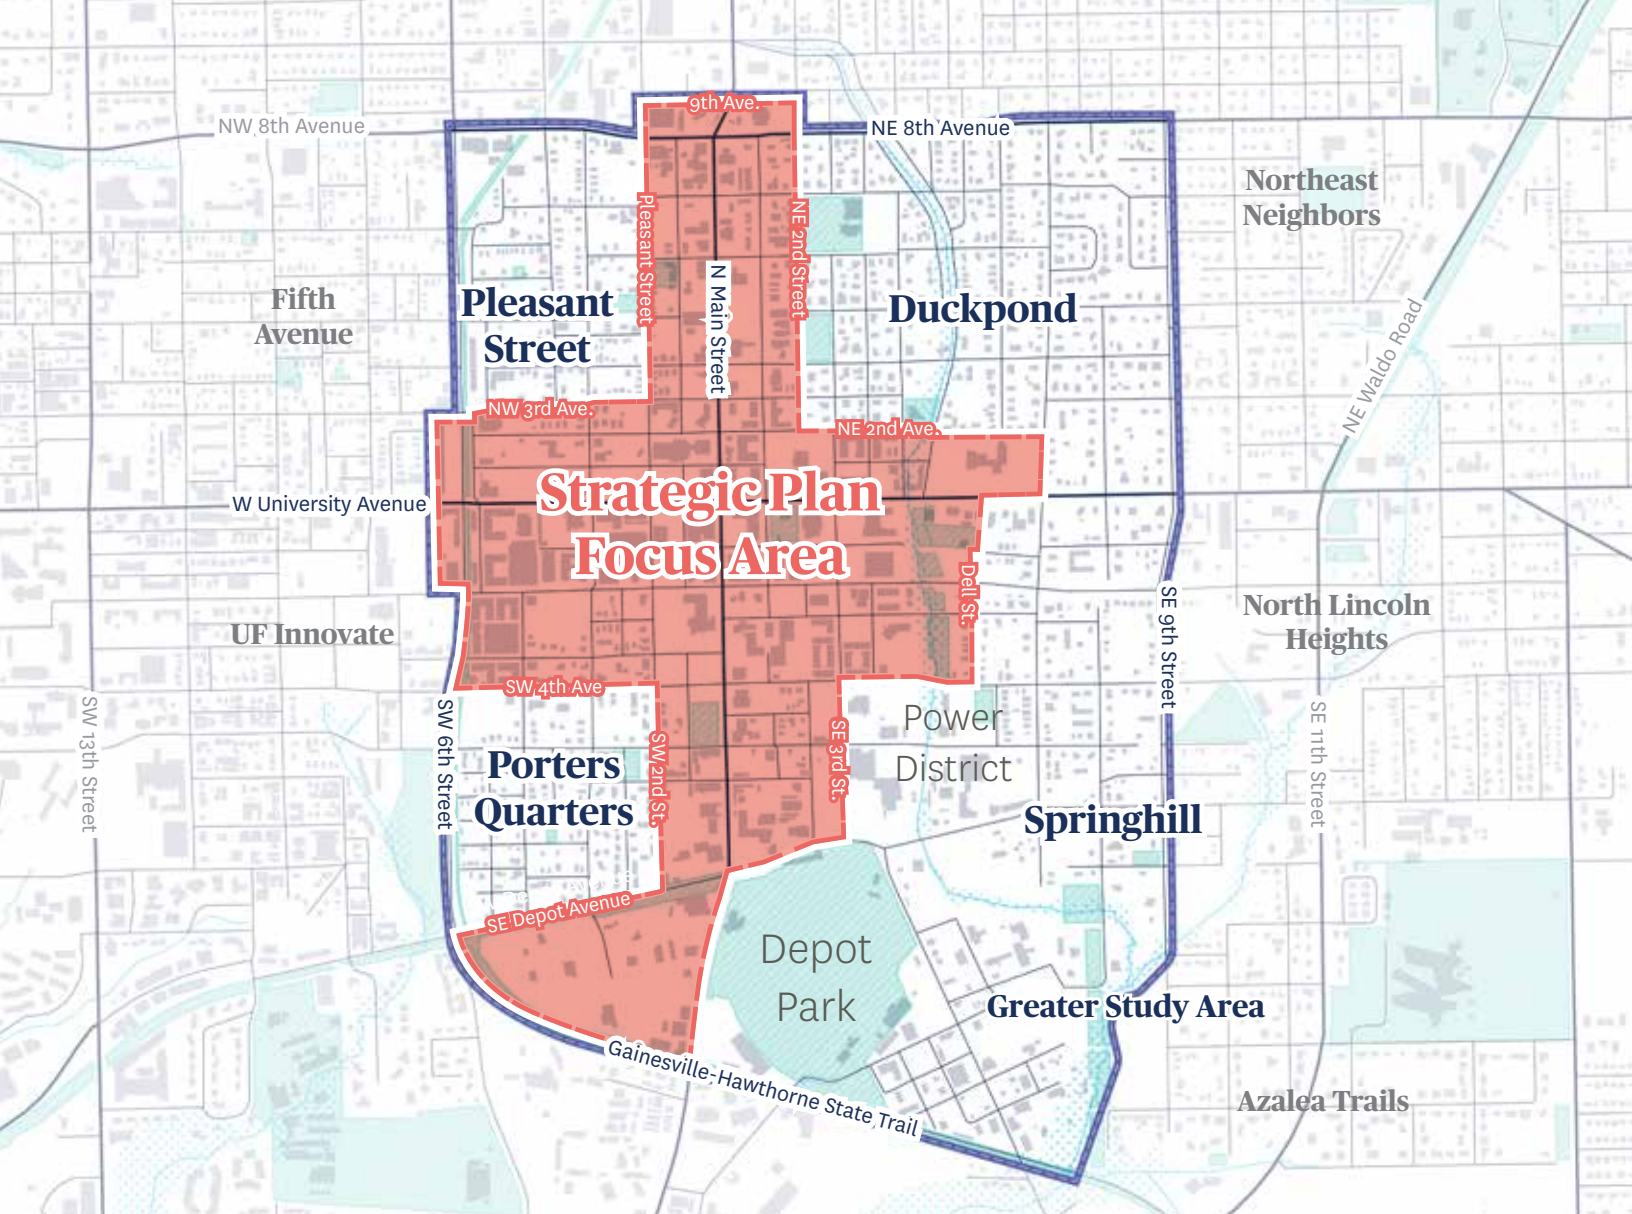 9th Ave.
NW 8th Avenue
NE 8th Avenue
Northeast
Neighbors
Pleasant Street
NE 2nd Street
N Main Street
Fifth
Avenue
Pleasant
Street
Duckpond
NE Waldo Road
NW 3rd Ave.
NE 2nd Ave.
W University Avenue
Strategic Plan
Focus Area
Dell St.
SE 9th Street
North Lincoln
Heights
UF Innovate
SW 4th Ave
SW 13th Street
SW 6th Street
Porters
Quarters
SW 2nd St.
SE 3rd St.
Power
District
Springhill
SE 11th Street
SE Depot Avenue
Depot
Park
Greater Study Area
Gainesville-Hawthorne State Trail
Azalea Trails